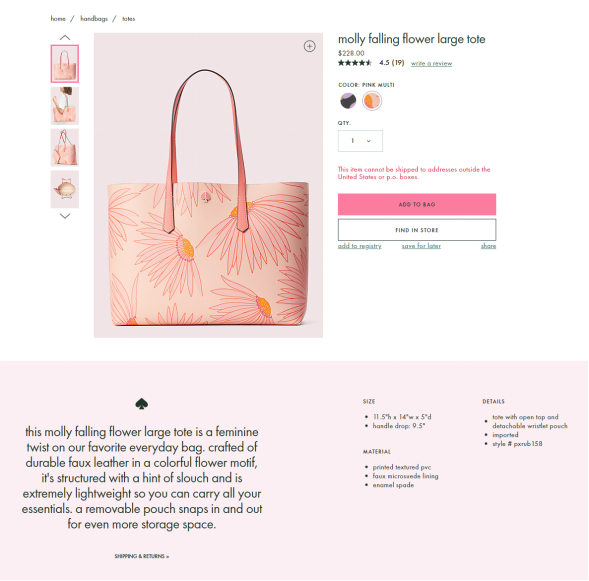 home / handbags / totes
molly falling flower large tote
$228.00
4.5 (19) write a review
COLOR: PINK MULTI
QTY.
1
This item cannot be shipped to addresses outside the
United States or p.o. boxes.
ADD TO BAG
FIND IN STORE
add to registry save for later share
this molly falling flower large tote is a feminine
twist on our favorite everyday bag. crafted of
durable faux leather in a colorful flower motif,
it's structured with a hint of slouch and is
extremely lightweight so you can carry all your
essentials. a removable pouch snaps in and out
for even more storage space.
SHIPPING & RETURNS »
SIZE
11.5"h x 14"w x 5"d
handle drop: 9.5"
MATERIAL
printed textured pvc
faux microsuede lining
enamel spade
DETAILS
tote with open top and
detachable wristlet pouch
imported
style # pxrub158